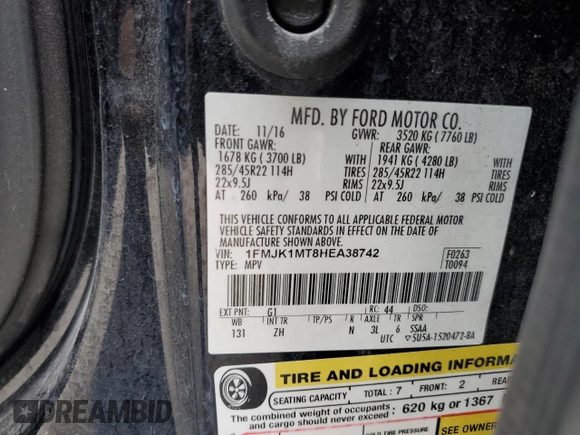 MFD. BY FORD MOTOR CO.
DATE: 11/16 GVWR: 3520 KG ( 7760 LB)
FRONT GAWR: REAR GAWR:
1678 KG ( 3700 LB) WITH 1941 KG ( 4280 LB) WITH
285/45R22 114H TIRES 285/45R22 114H TIRES
22x9.5J RIMS 22x9.5J RIMS
AT 260 kPa/ 38 PSI COLD AT 260 kPa/ 38 PSI COLD
THIS VEHICLE CONFORMS TO ALL APPLICABLE FEDERAL MOTOR
VEHICLE SAFETY STANDARDS IN EFFECT ON THE DATE OF
MANUFACTURE SHOWN ABOVE.
VIN: 1FMJK1MT8HEA38742 F0263
TYPE: MPV T0094
EXT PNT: G1 RC: 44 DSO:
WB INT TR TP/PS R AXLE TR SPR
131 ZH N 3L 6 SSAA
UTC ▽5U5A-1520472-BA
TIRE AND LOADING INFORMA
SEATING CAPACITY TOTAL : 7 FRONT: 2 REA
The combined weight of occupants
and cargo should never exceed: 620 kg or 1367
COLD TIRE PRESSURE
SEE OWNER
DREAMBID